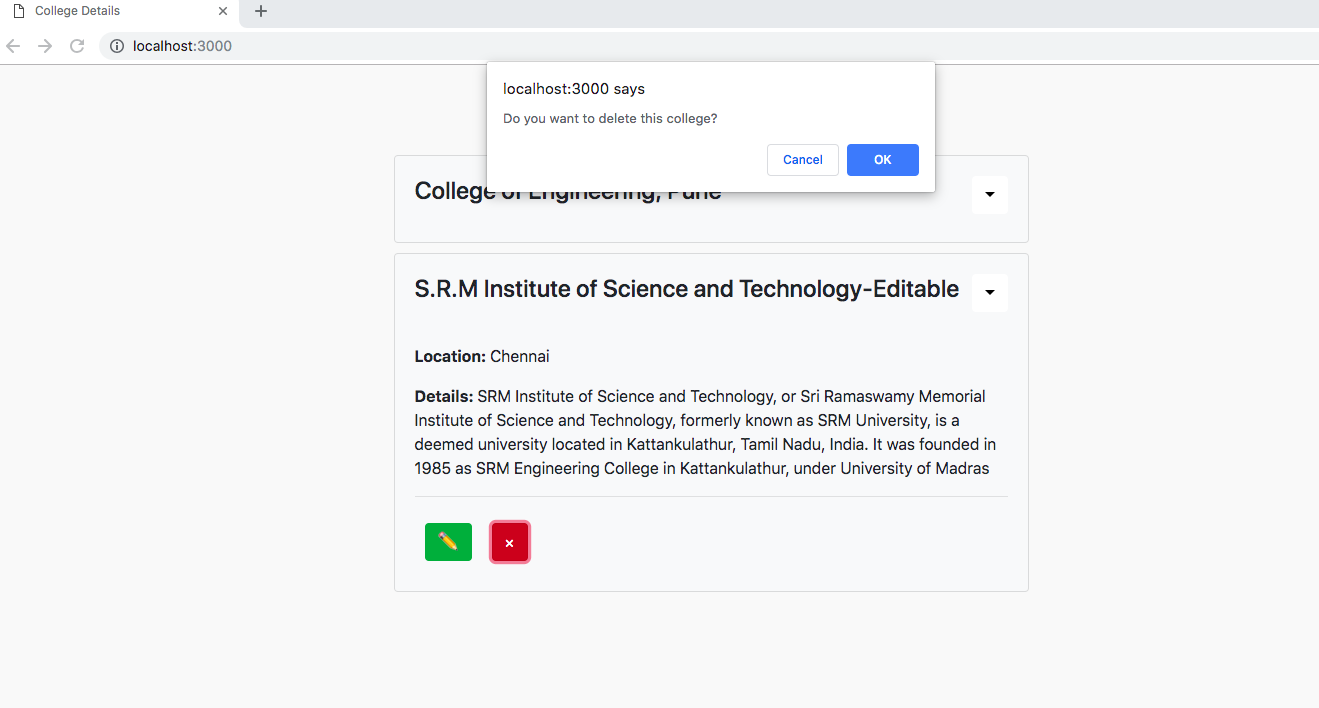 College Details
localhost:3000
localhost:3000 says
Do you want to delete this college?
Cancel
OK
College of Engineering, Pune
S.R.M Institute of Science and Technology-Editable
Location: Chennai
Details: SRM Institute of Science and Technology, or Sri Ramaswamy Memorial
Institute of Science and Technology, formerly known as SRM University, is a
deemed university located in Kattankulathur, Tamil Nadu, India. It was founded in
1985 as SRM Engineering College in Kattankulathur, under University of Madras